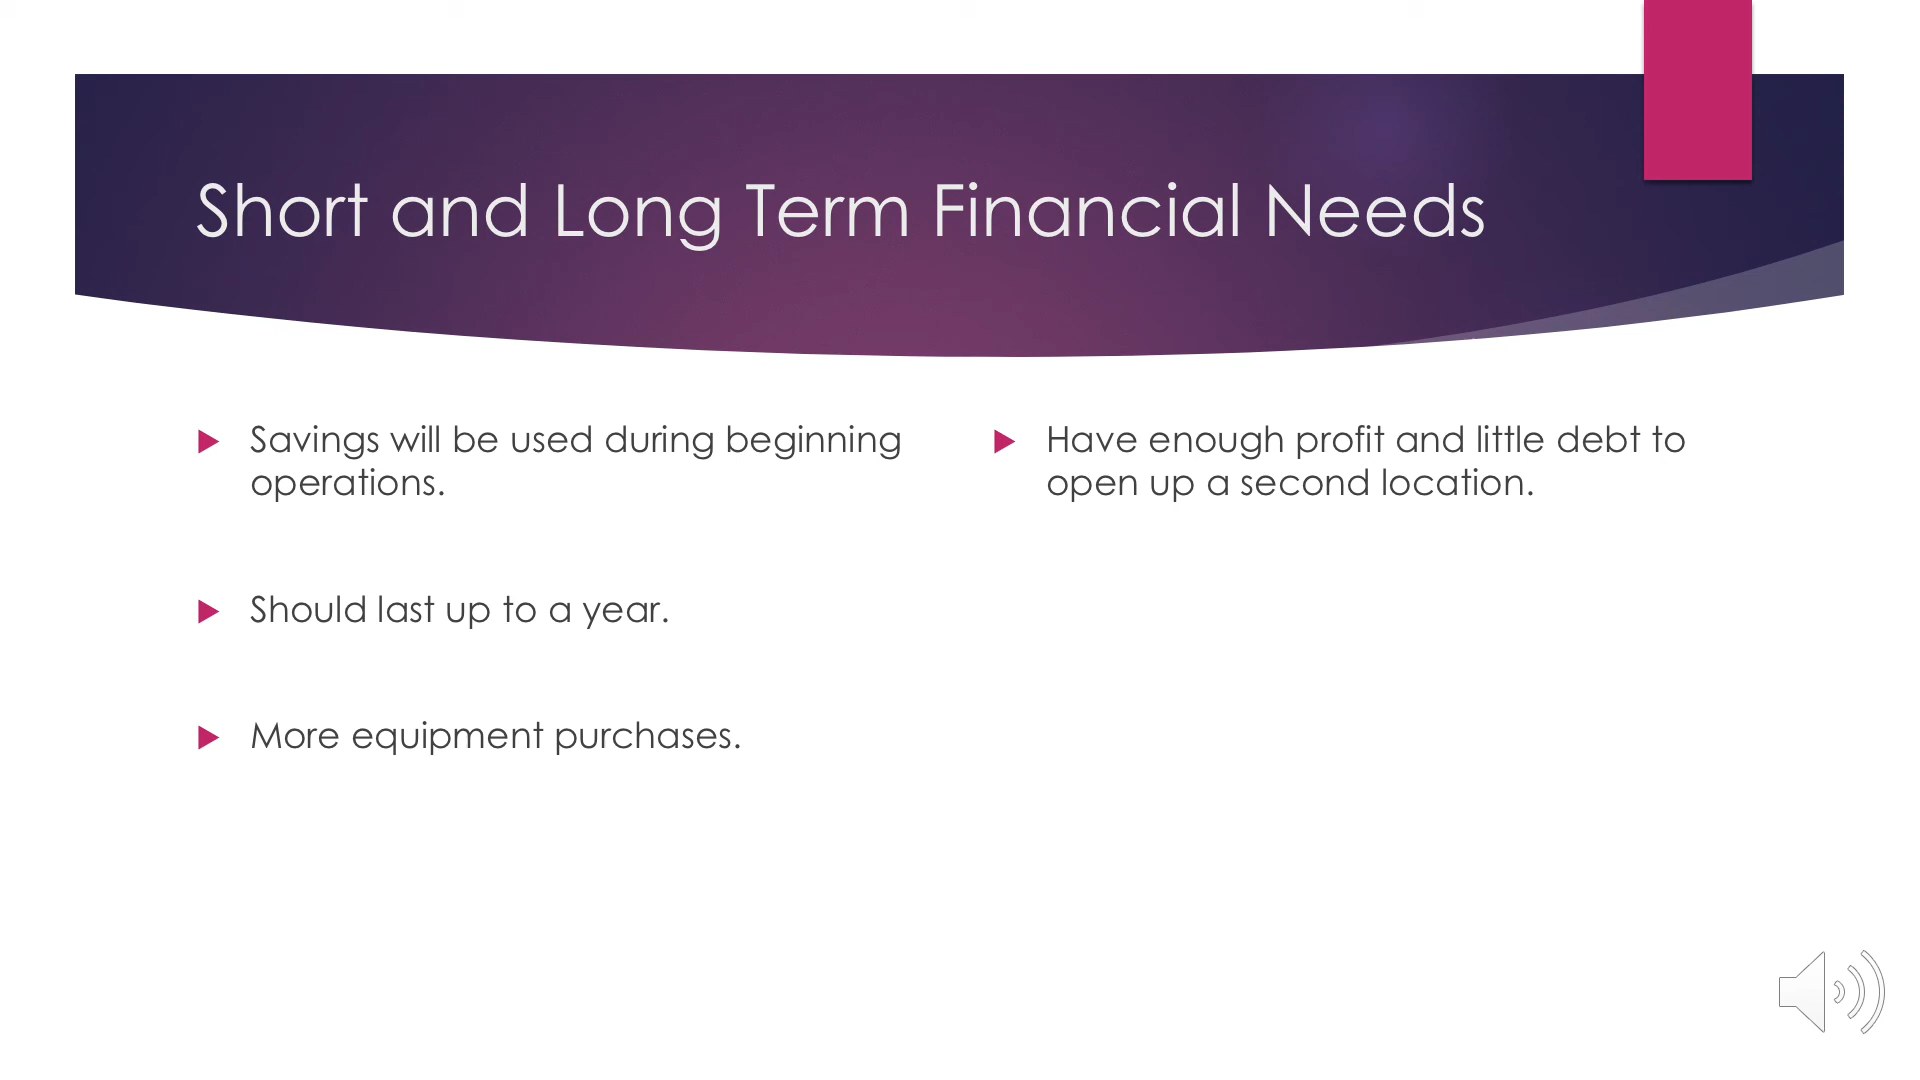 Short and Long Term Financial Needs
Savings will be used during beginning
operations.
Should last up to a year.
More equipment purchases.
Have enough profit and little debt to
open up a second location.